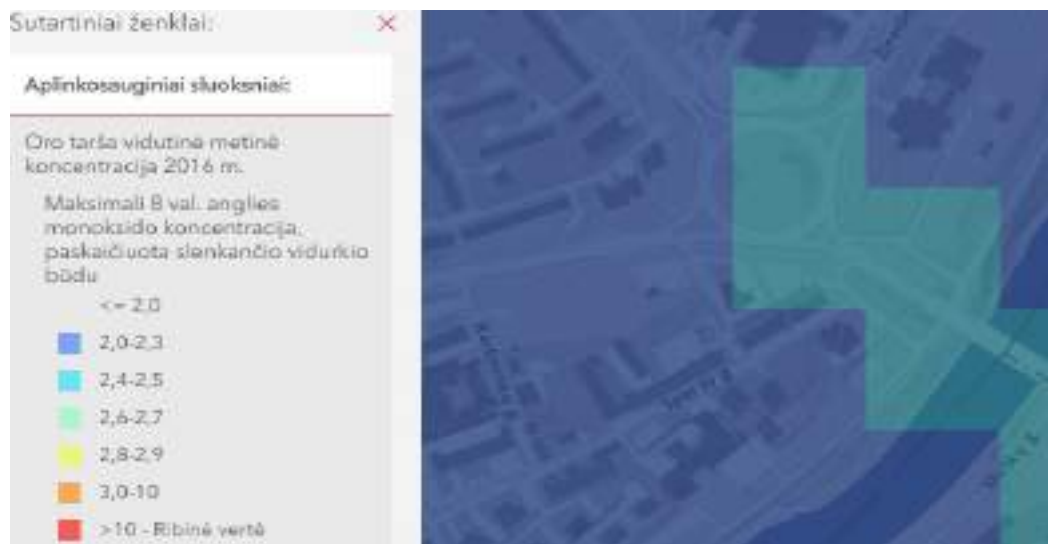 Sutartiniai ženklai:
Aplinkosauginiai sluoksniai:
Oro tarša vidutinė metinė
koncentracija 2016 m.
Maksimali 8 val. anglies
monoksido koncentracija,
paskaičiuota slenkančio vidurkio
būdu
<= 2,0
2,0-2,3
2,4-2,5
2,6-2,7
2,8-2,9
3,0-10
>10 - Ribinė vertė